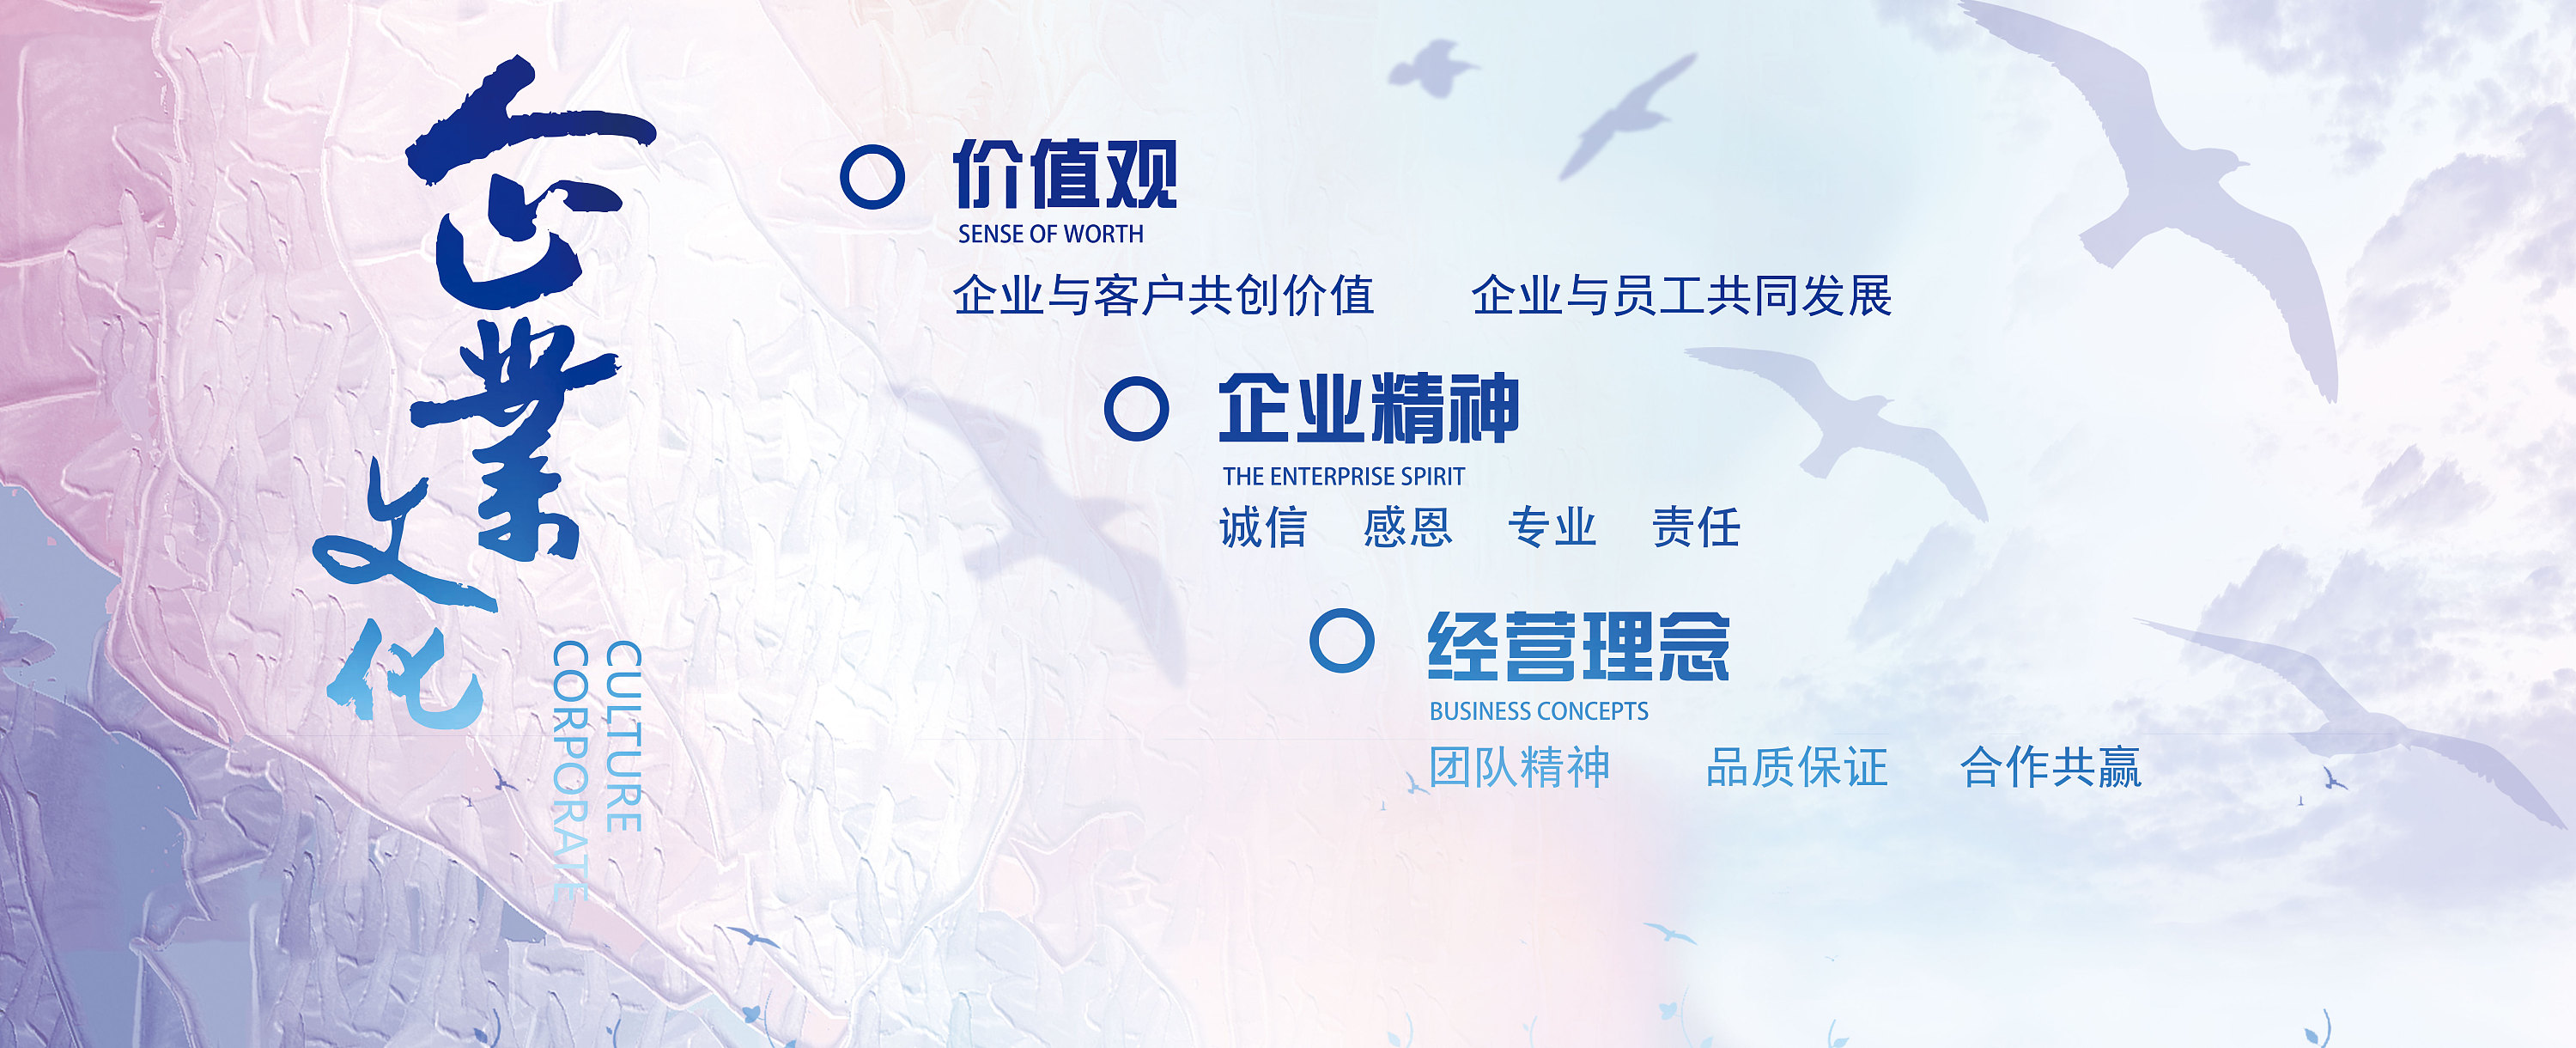 企業
文化
CULTURE
CORPORATE
价值观
SENSE OF WORTH
企业与客户共创价值 企业与员工共同发展
企业精神
THE ENTERPRISE SPIRIT
诚信 感恩 专业 责任
经营理念
BUSINESS CONCEPTS
团队精神 品质保证 合作共赢